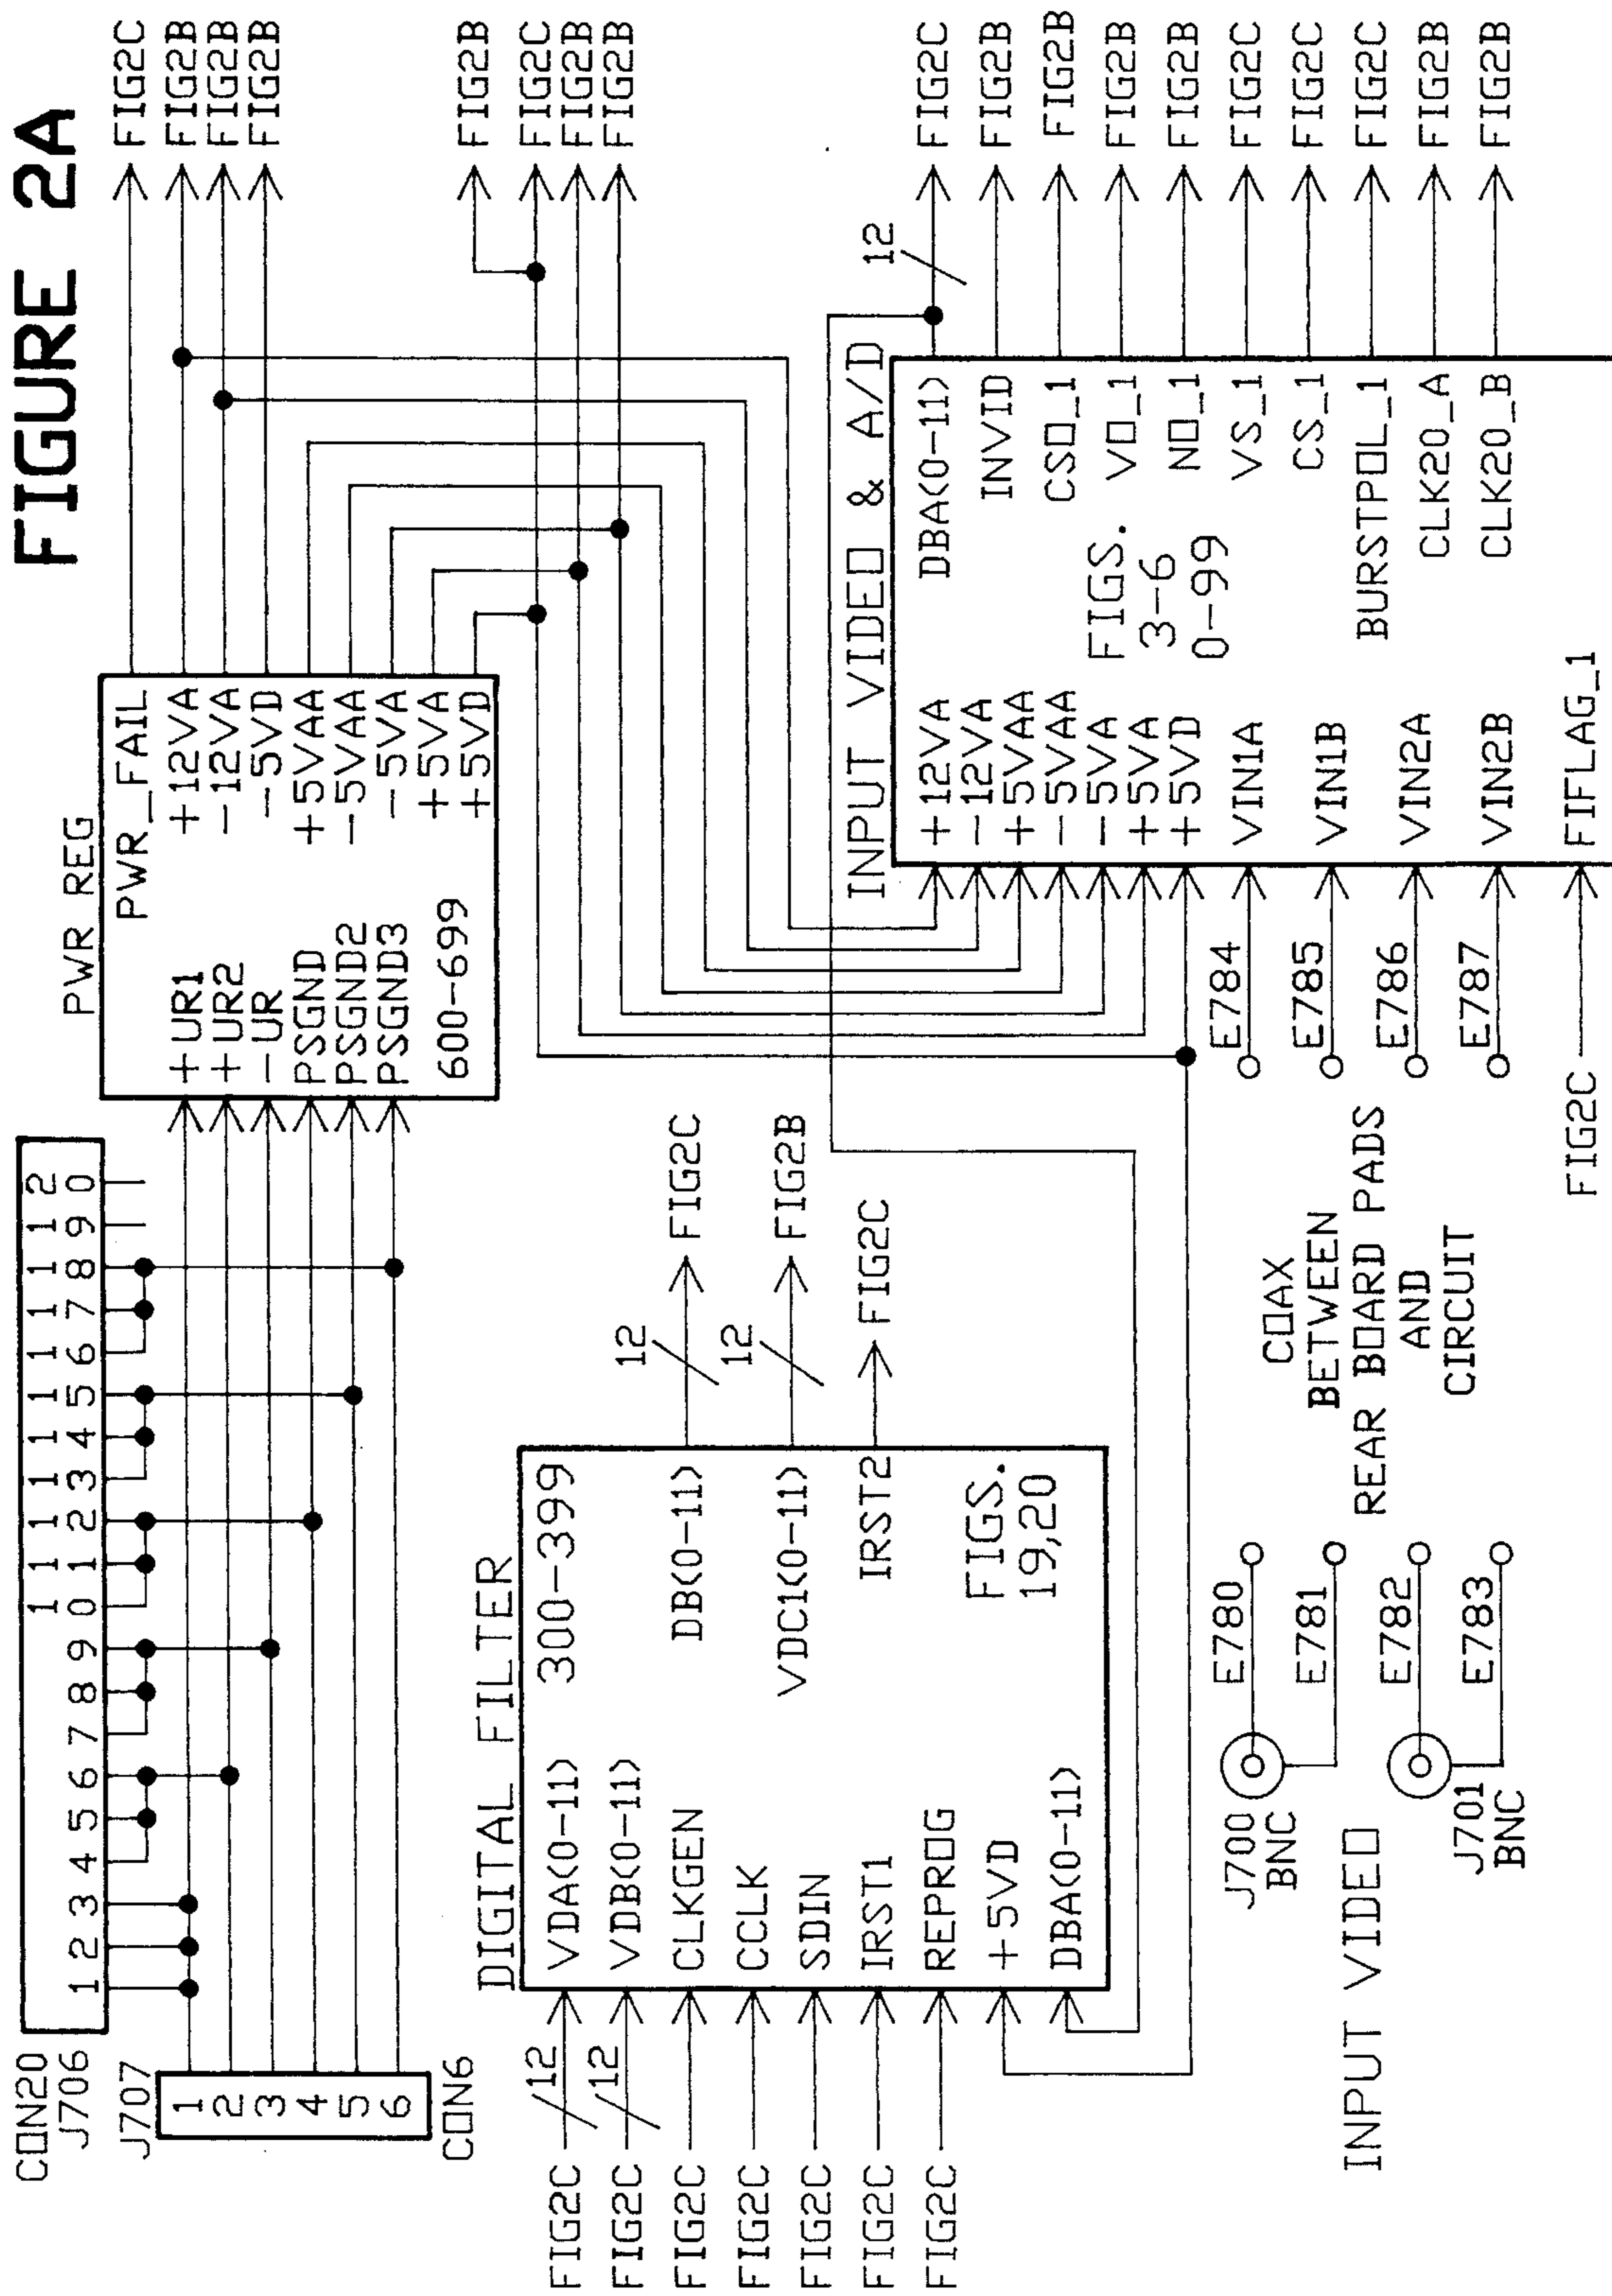 FIGURE 2A
CON20
J706
1 2 3 4 5 6 7 8 9 10 11 12 13 14 15 16 17 18 19 20
J707
1
2
3
4
5
6
CON6
PWR REG
+UR1
+UR2
-UR
PSGND
PSGND2
PSGND3
600-699
PWR_FAIL
+12VA
-12VA
-5VD
+5VAA
-5VAA
-5VA
+5VA
+5VD
FIG2C
FIG2B
FIG2B
FIG2B
FIG2B
FIG2C
FIG2B
FIG2B
DIGITAL FILTER
300-399
FIG2C
FIG2C
FIG2C
FIG2C
FIG2C
FIG2C
FIG2C
12
12
VDA(0-11)
VDB(0-11)
CLKGEN
CCLK
SDIN
IRST1
REPROG
+5VD
DBA(0-11)
DB(0-11)
VDC1(0-11)
IRST2
FIGS.
19,20
12
12
FIG2C
FIG2B
FIG2C
INPUT VIDEO & A/D
+12VA
-12VA
+5VAA
-5VAA
-5VA
+5VA
+5VD
VIN1A
VIN1B
VIN2A
VIN2B
FIFLAG_1
FIGS.
3-6
0-99
DBA(0-11)
INVID
CSO_1
VO_1
NO_1
VS_1
CS_1
BURSTPOL_1
CLK20_A
CLK20_B
12
FIG2C
FIG2B
FIG2B
FIG2B
FIG2B
FIG2C
FIG2C
FIG2C
FIG2B
FIG2B
E784
E785
E786
E787
FIG2C
INPUT VIDEO
J700
BNC
J701
BNC
E780
E781
E782
E783
COAX
BETWEEN
REAR BOARD PADS
AND
CIRCUIT